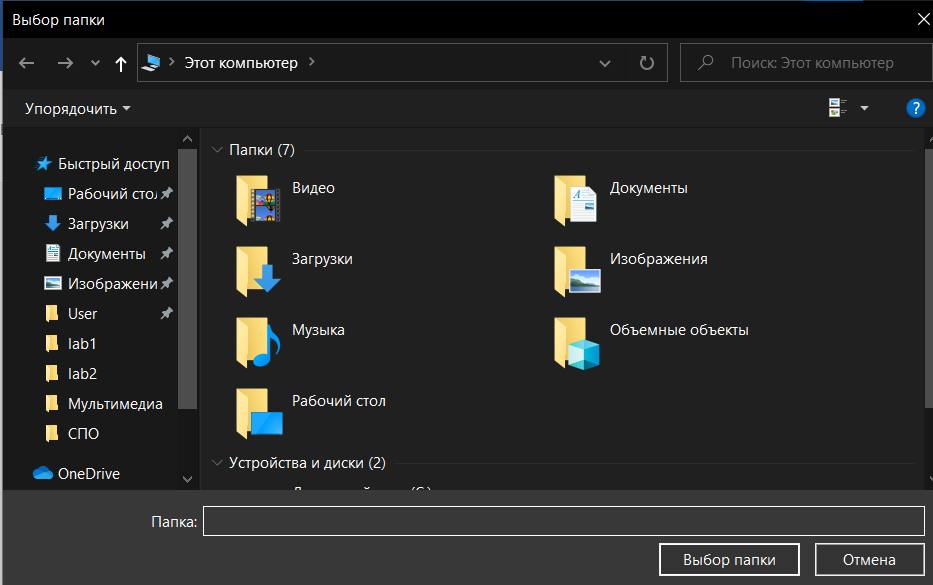 Выбор папки
Этот компьютер
Поиск: Этот компьютер
Упорядочить
?
Быстрый доступ
Рабочий сто
Загрузки
Документы
Изображени
User
lab1
lab2
Мультимедиа
СПО
OneDrive
Папки (7)
Видео
Документы
Загрузки
Изображения
Музыка
Объемные объекты
Рабочий стол
Устройства и диски (2)
Папка:
Выбор папки
Отмена